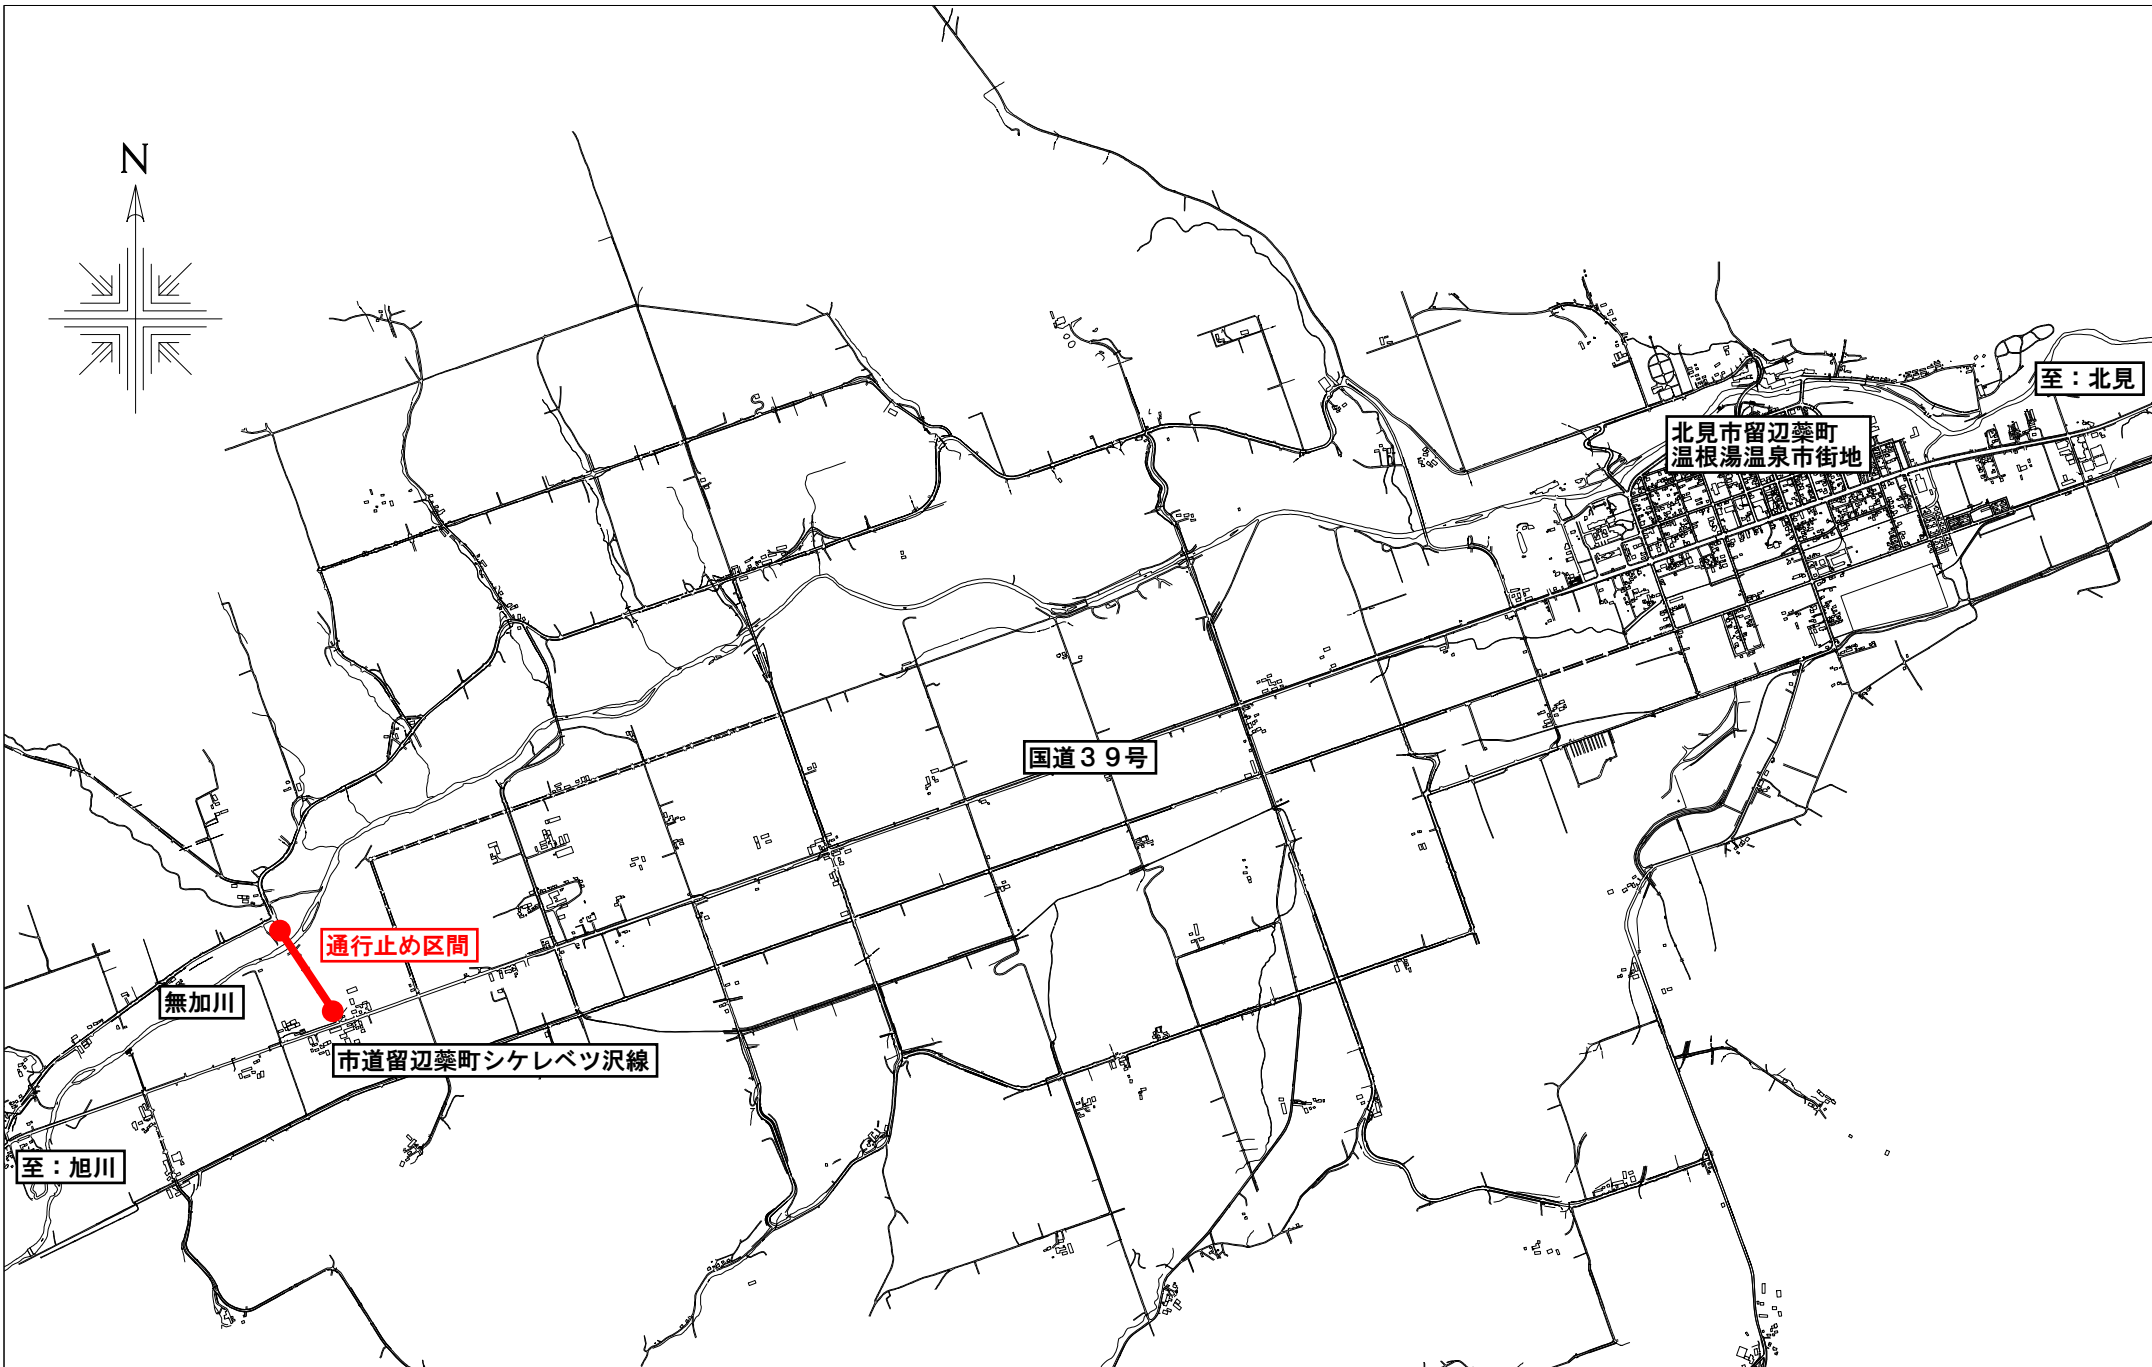 N
至：北見
北見市留辺蘂町
温根湯温泉市街地
国道３９号
通行止め区間
無加川
市道留辺蘂町シケレベツ沢線
至：旭川